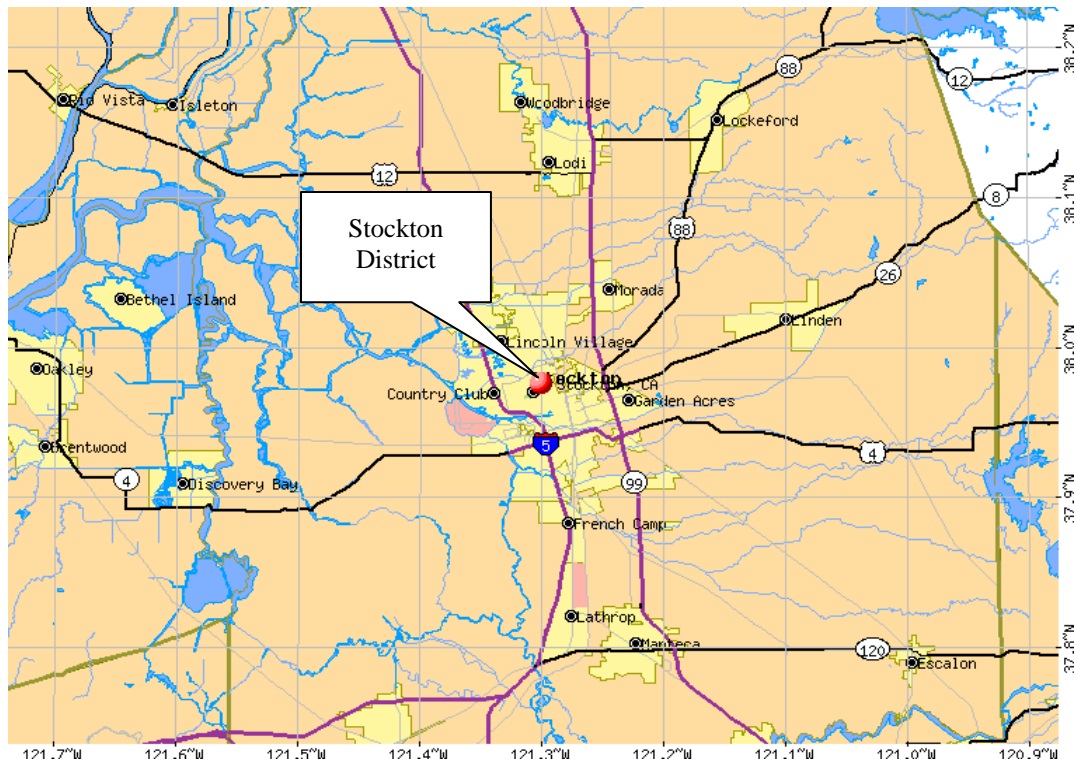 88
12
38.2°N
Rio Vista
Isleton
Woodbridge
Lockeford
Lodi
12
8
38.1°N
Stockton
District
88
26
Bethel Island
Morada
Linden
38.0°N
Lincoln Village
Oakley
Stockton, CA
Country Club
Garden Acres
Brentwood
5
4
4
Discovery Bay
99
37.9°N
French Camp
Lathrop
Manteca
120
Escalon
37.8°N
121.7°W 121.6°W 121.5°W 121.4°W 121.3°W 121.2°W 121.1°W 121.0°W 120.9°W